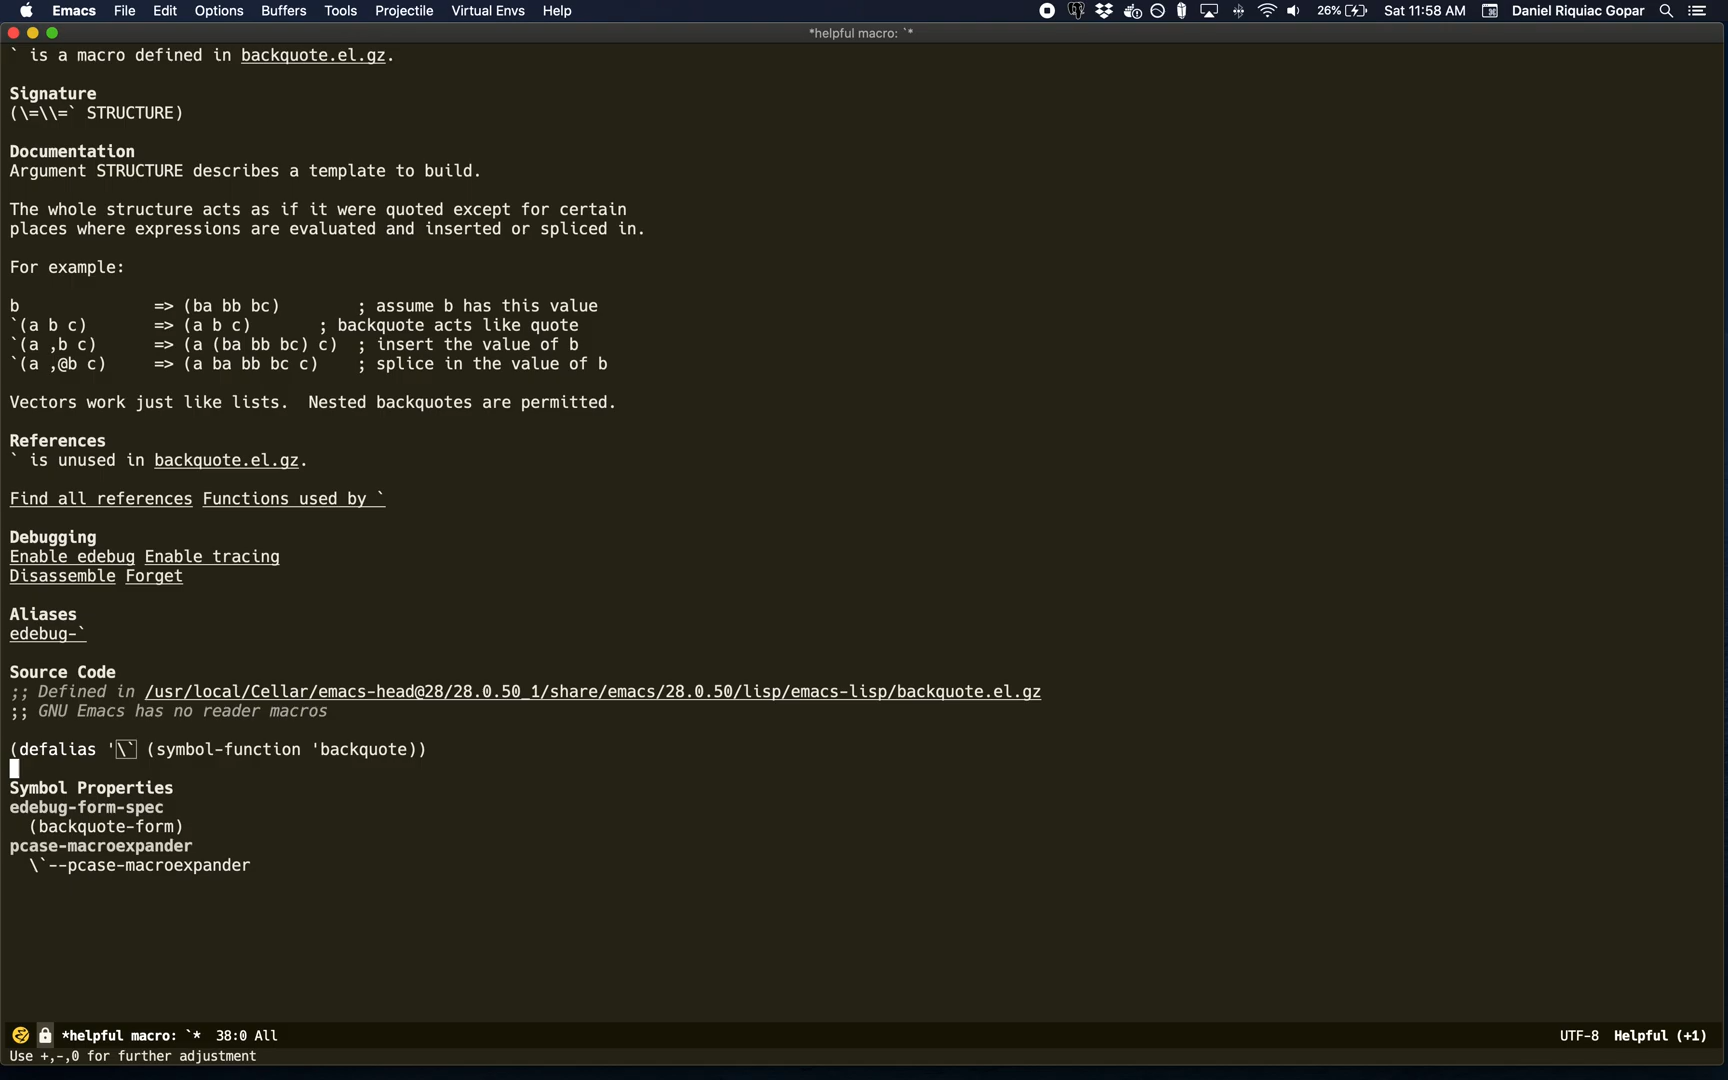 Emacs File Edit Options Buffers Tools Projectile Virtual Envs Help 26% Sat 11:58 AM Daniel Riquiac Gopar
*helpful macro: `*
` is a macro defined in backquote.el.gz.
Signature
(\=\\=` STRUCTURE)
Documentation
Argument STRUCTURE describes a template to build.
The whole structure acts as if it were quoted except for certain
places where expressions are evaluated and inserted or spliced in.
For example:
b => (ba bb bc) ; assume b has this value
`(a b c) => (a b c) ; backquote acts like quote
`(a ,b c) => (a (ba bb bc) c) ; insert the value of b
`(a ,@b c) => (a ba bb bc c) ; splice in the value of b
Vectors work just like lists. Nested backquotes are permitted.
References
` is unused in backquote.el.gz.
Find all references Functions used by `
Debugging
Enable edebug Enable tracing
Disassemble Forget
Aliases
edebug-`
Source Code
;; Defined in /usr/local/Cellar/emacs-head@28/28.0.50_1/share/emacs/28.0.50/lisp/emacs-lisp/backquote.el.gz
;; GNU Emacs has no reader macros
(defalias '\` (symbol-function 'backquote))
Symbol Properties
edebug-form-spec
(backquote-form)
pcase-macroexpander
\`--pcase-macroexpander
*helpful macro: `* 38:0 All UTF-8 Helpful (+1)
Use +,-,0 for further adjustment